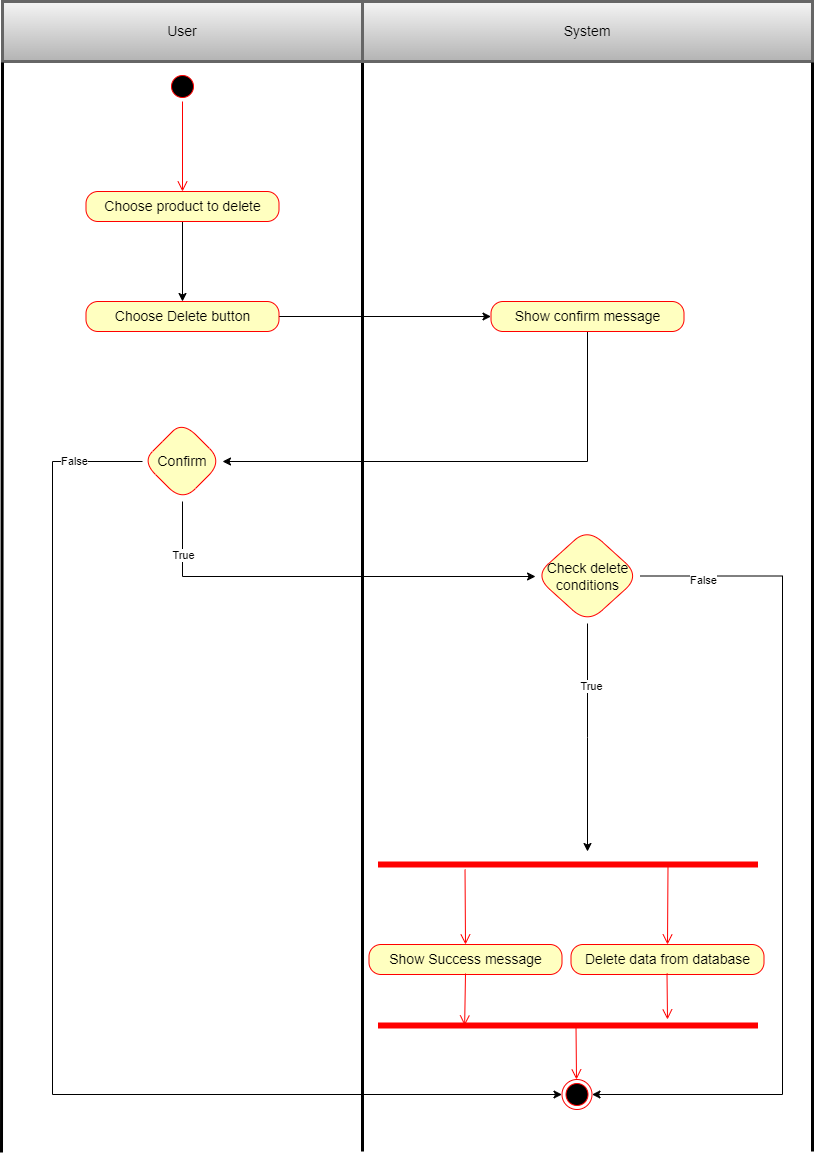 User
System
Choose product to delete
Choose Delete button
Show confirm message
Confirm
False
True
Check delete
conditions
False
True
Show Success message
Delete data from database